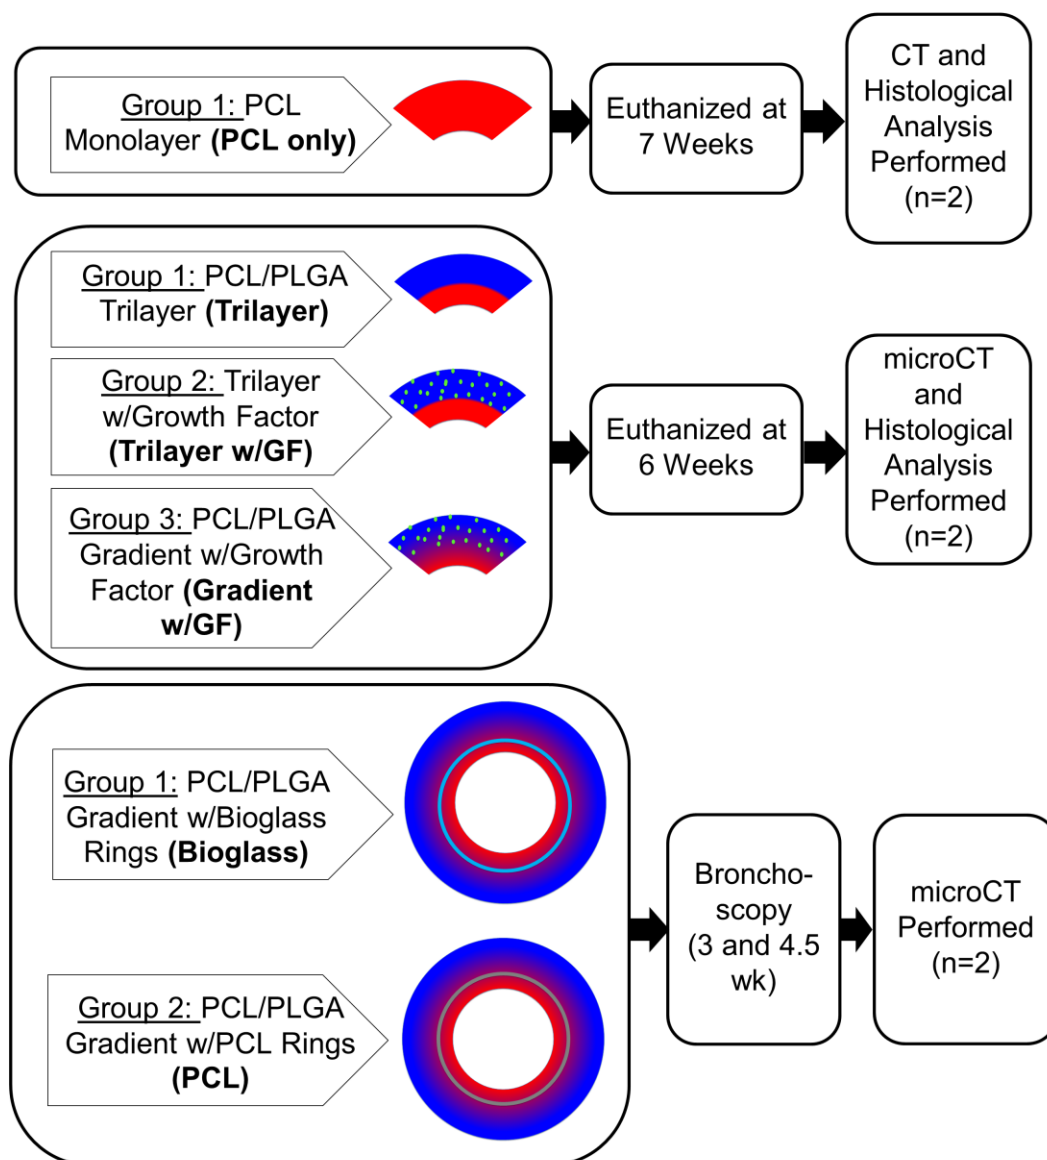 Group 1: PCL
Monolayer (PCL only)
Euthanized at
7 Weeks
CT and
Histological
Analysis
Performed
(n=2)
Group 1: PCL/PLGA
Trilayer (Trilayer)
Group 2: Trilayer
w/Growth Factor
(Trilayer w/GF)
Group 3: PCL/PLGA
Gradient w/Growth
Factor (Gradient
w/GF)
Euthanized at
6 Weeks
microCT
and
Histological
Analysis
Performed
(n=2)
Group 1: PCL/PLGA
Gradient w/Bioglass
Rings (Bioglass)
Group 2: PCL/PLGA
Gradient w/PCL Rings
(PCL)
Broncho-
scopy
(3 and 4.5
wk)
microCT
Performed
(n=2)